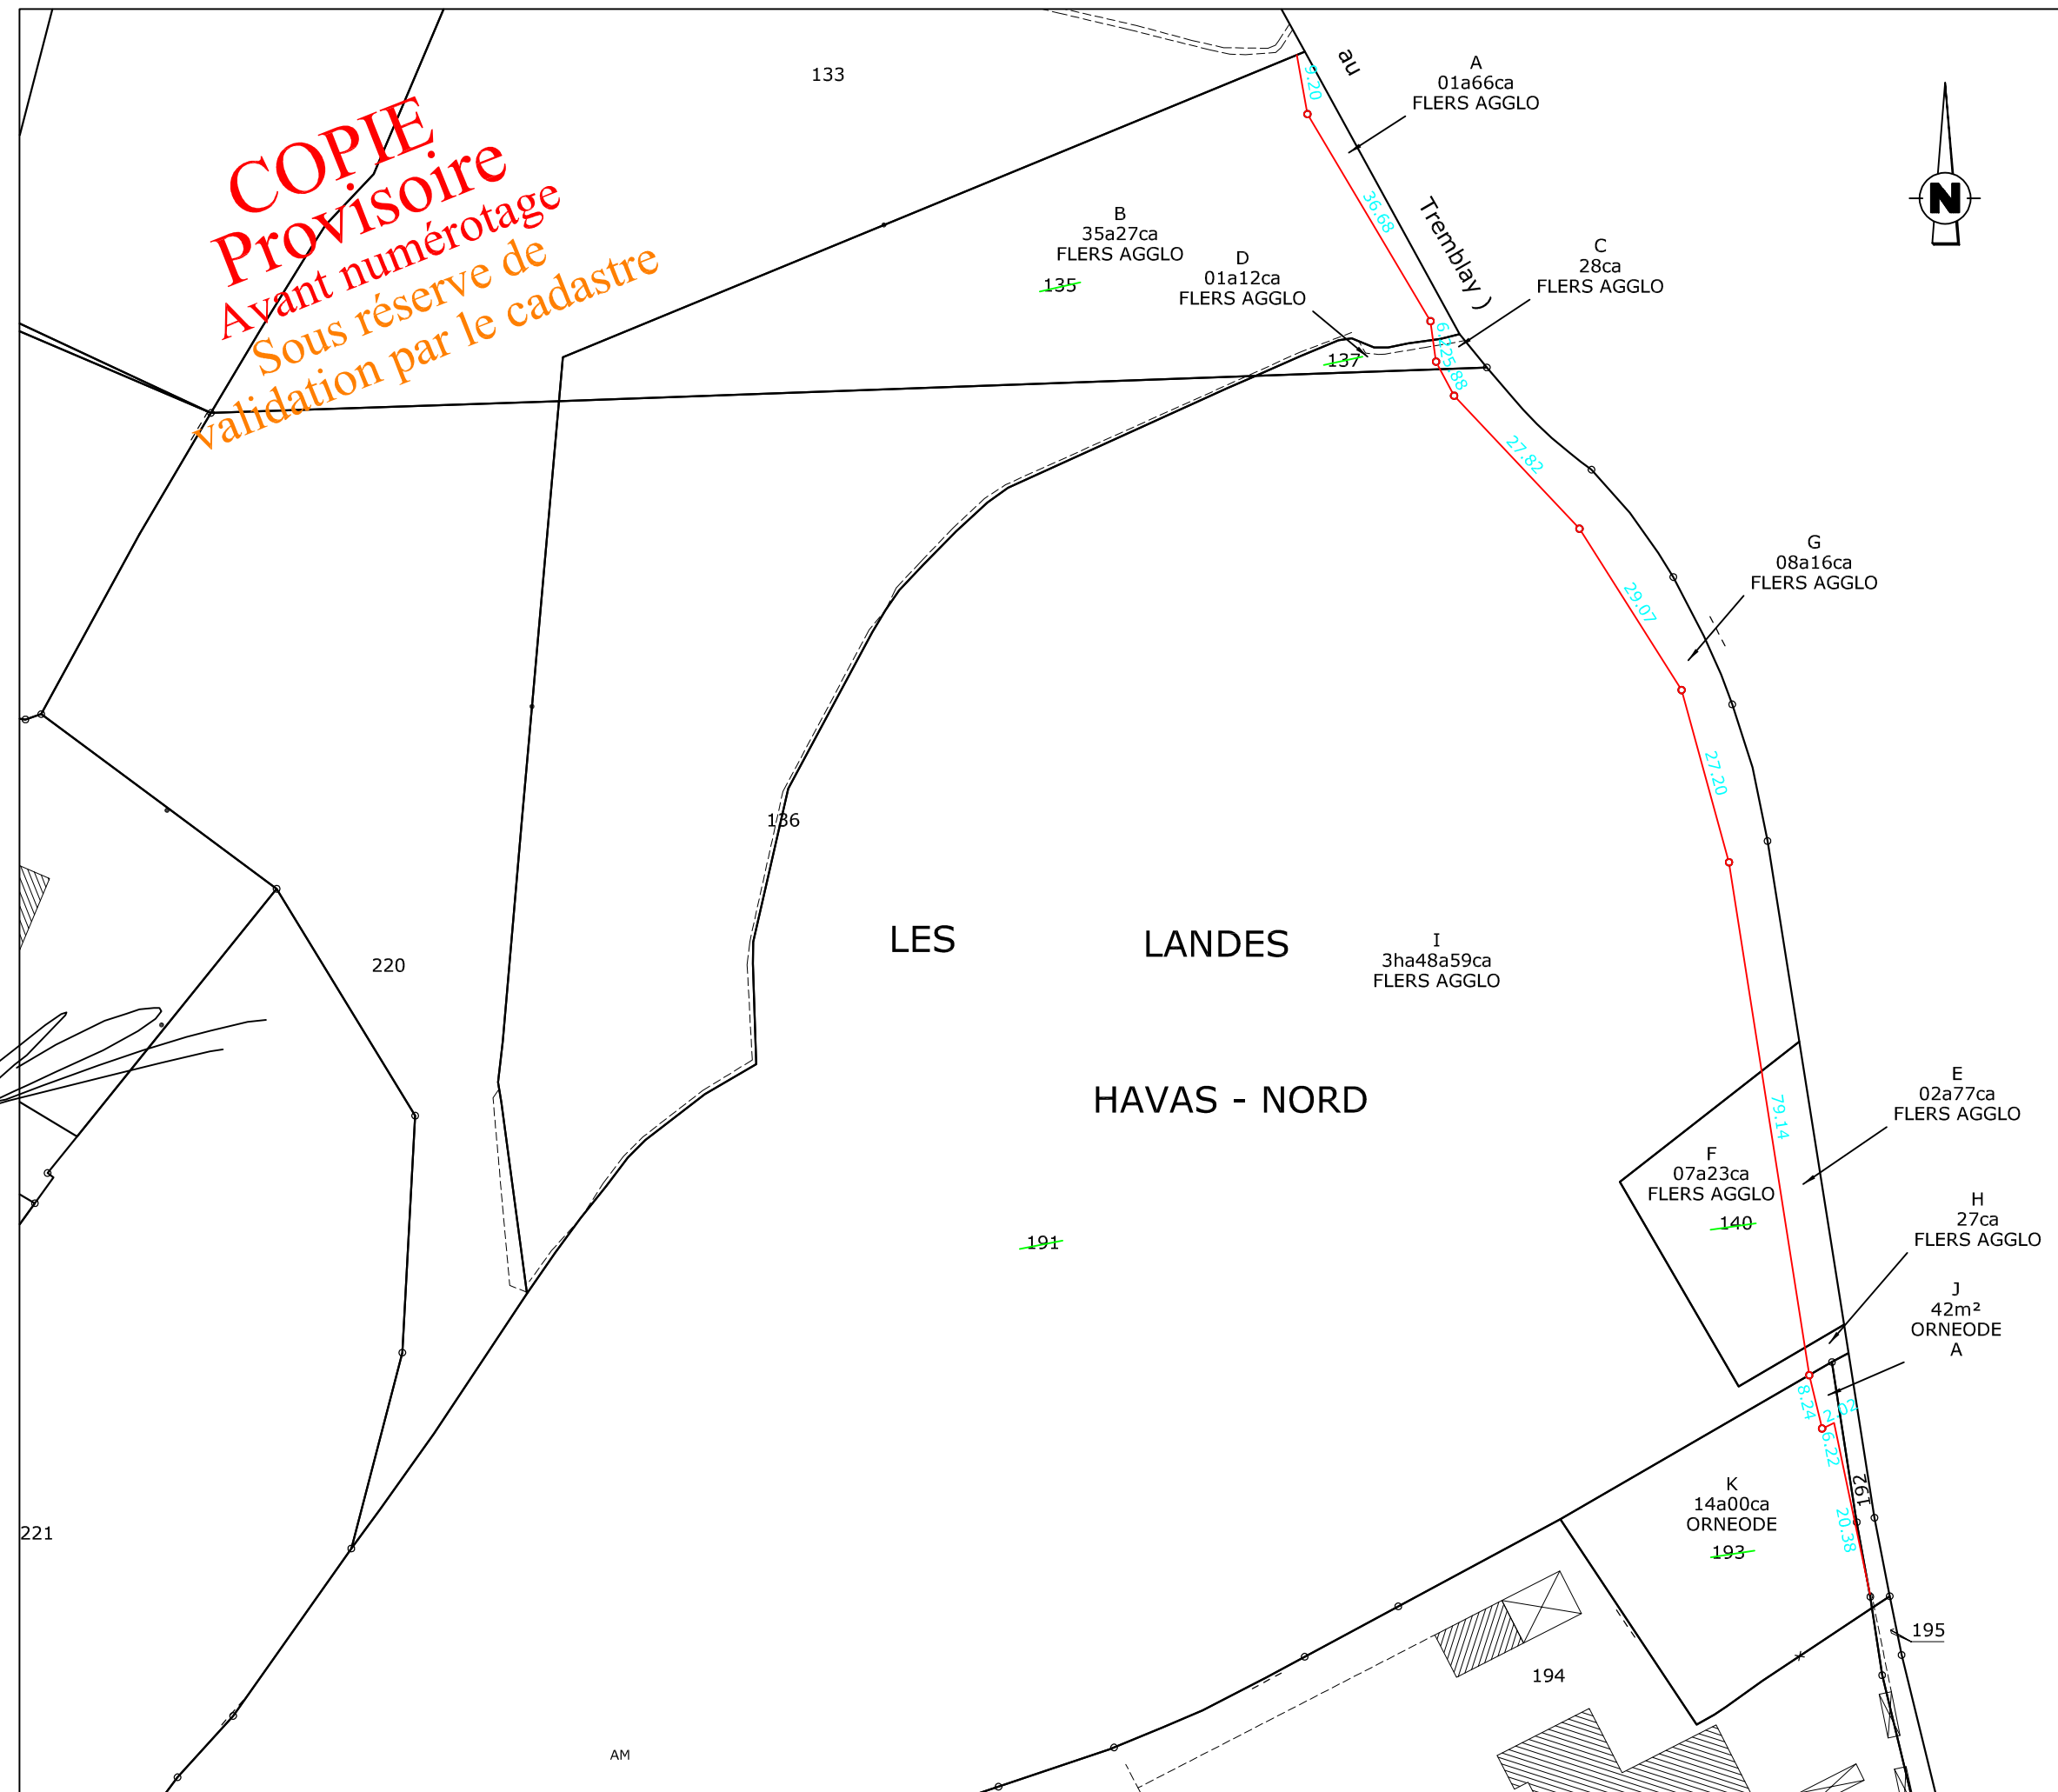 133
COPIE
Provisoire
Avant numérotage
Sous réserve de
validation par le cadastre
au
Tremblay )
A
01a66ca
FLERS AGGLO
N
B
35a27ca
FLERS AGGLO
135
D
01a12ca
FLERS AGGLO
C
28ca
FLERS AGGLO
137
9.20
36.68
27.82
29.07
27.20
79.14
8.24
2.02
6.22
20.38
G
08a16ca
FLERS AGGLO
136
220
LES LANDES
I
3ha48a59ca
FLERS AGGLO
HAVAS - NORD
E
02a77ca
FLERS AGGLO
F
07a23ca
FLERS AGGLO
140
191
H
27ca
FLERS AGGLO
J
42m²
ORNEODE
A
192
K
14a00ca
ORNEODE
193
221
195
194
AM